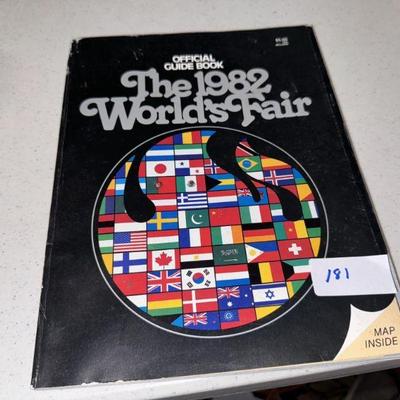 OFFICIAL
GUIDE BOOK
The 1982
World's Fair
181
MAP
INSIDE